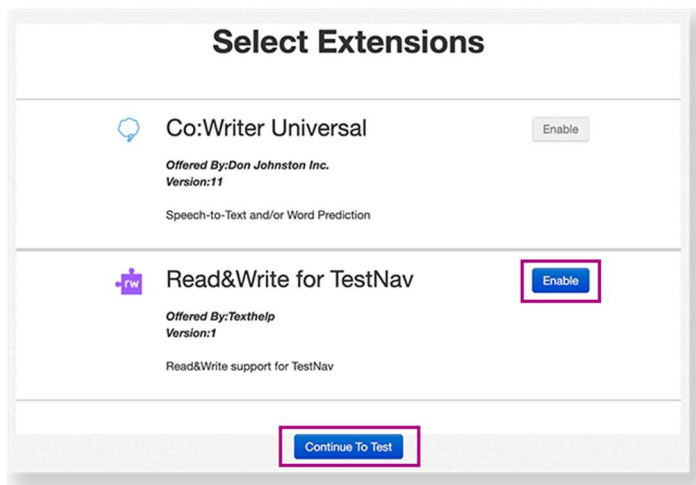 Select Extensions
Co:Writer Universal
Enable
Offered By:Don Johnston Inc.
Version:11
Speech-to-Text and/or Word Prediction
rw
Read&Write for TestNav
Enable
Offered By:Texthelp
Version:1
Read&Write support for TestNav
Continue To Test